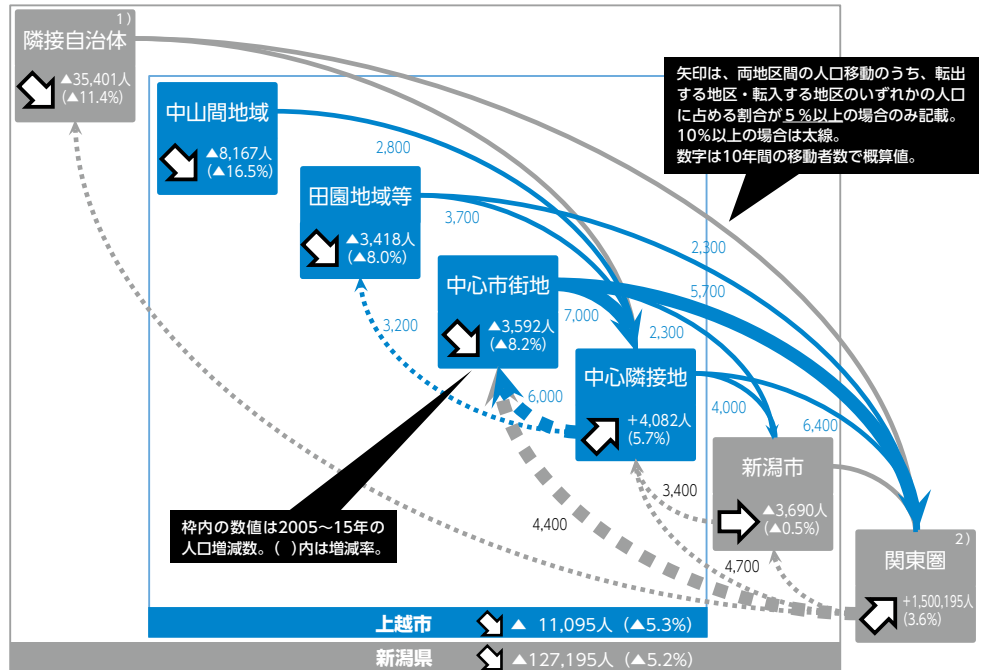 1)
隣接自治体
▲35,401人
(▲11.4%)
中山間地域
▲8,167人
(▲16.5%)
2,800
矢印は、両地区間の人口移動のうち、転出
する地区・転入する地区のいずれかの人口
に占める割合が5%以上の場合のみ記載。
10%以上の場合は太線。
数字は10年間の移動者数で概算値。
田園地域等
▲3,418人
(▲8.0%)
3,700
2,300
5,700
中心市街地
▲3,592人
(▲8.2%)
7,000
2,300
3,200
中心隣接地
+4,082人
(5.7%)
6,000
4,000
6,400
新潟市
▲3,690人
(▲0.5%)
3,400
4,400
4,700
枠内の数値は2005~15年の
人口増減数。( )内は増減率。
2)
関東圏
+1,500,195人
(3.6%)
上越市 ▲ 11,095人 (▲5.3%)
新潟県 ▲127,195人 (▲5.2%)